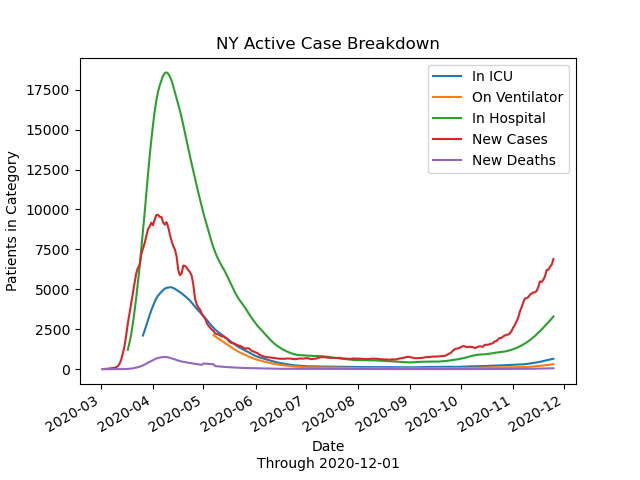 NY Active Case Breakdown
In ICU
On Ventilator
In Hospital
New Cases
New Deaths
Patients in Category
17500
15000
12500
10000
7500
5000
2500
0
2020-03
2020-04
2020-05
2020-06
2020-07
2020-08
2020-09
2020-10
2020-11
2020-12
Date
Through 2020-12-01